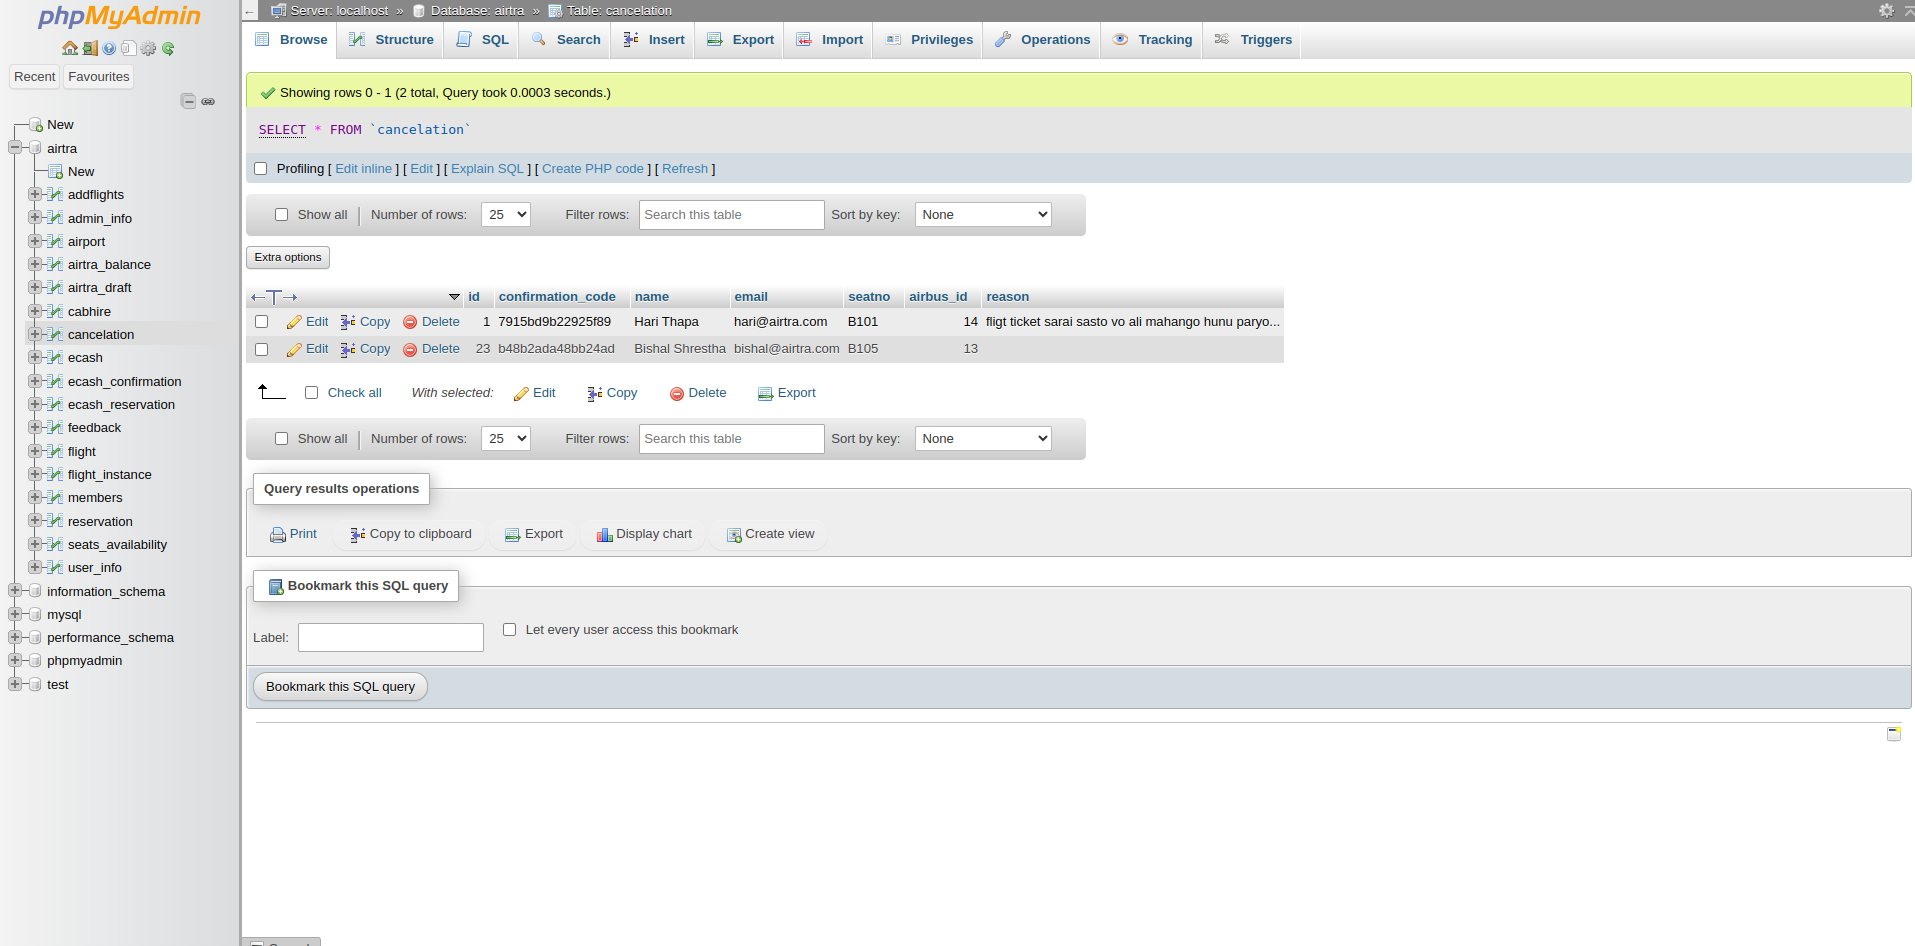 phpMyAdmin
Recent Favourites
New
airtra
New
addflights
admin_info
airport
airtra_balance
airtra_draft
cabhire
cancelation
ecash
ecash_confirmation
ecash_reservation
feedback
flight
flight_instance
members
reservation
seats_availability
user_info
information_schema
mysql
performance_schema
phpmyadmin
test
Server: localhost » Database: airtra » Table: cancelation
Browse Structure SQL Search Insert Export Import Privileges Operations Tracking Triggers
Showing rows 0 - 1 (2 total, Query took 0.0003 seconds.)
SELECT * FROM `cancelation`
Profiling [ Edit inline ] [ Edit ] [ Explain SQL ] [ Create PHP code ] [ Refresh ]
Show all Number of rows: 25 Filter rows: Search this table Sort by key: None
Extra options
←T→ id confirmation_code name email seatno airbus_id reason
Edit Copy Delete 1 7915bd9b22925f89 Hari Thapa hari@airtra.com B101 14 fligt ticket sarai sasto vo ali mahango hunu paryo...
Edit Copy Delete 23 b48b2ada48bb24ad Bishal Shrestha bishal@airtra.com B105 13
Check all With selected: Edit Copy Delete Export
Show all Number of rows: 25 Filter rows: Search this table Sort by key: None
Query results operations
Print Copy to clipboard Export Display chart Create view
Bookmark this SQL query
Label: Let every user access this bookmark
Bookmark this SQL query